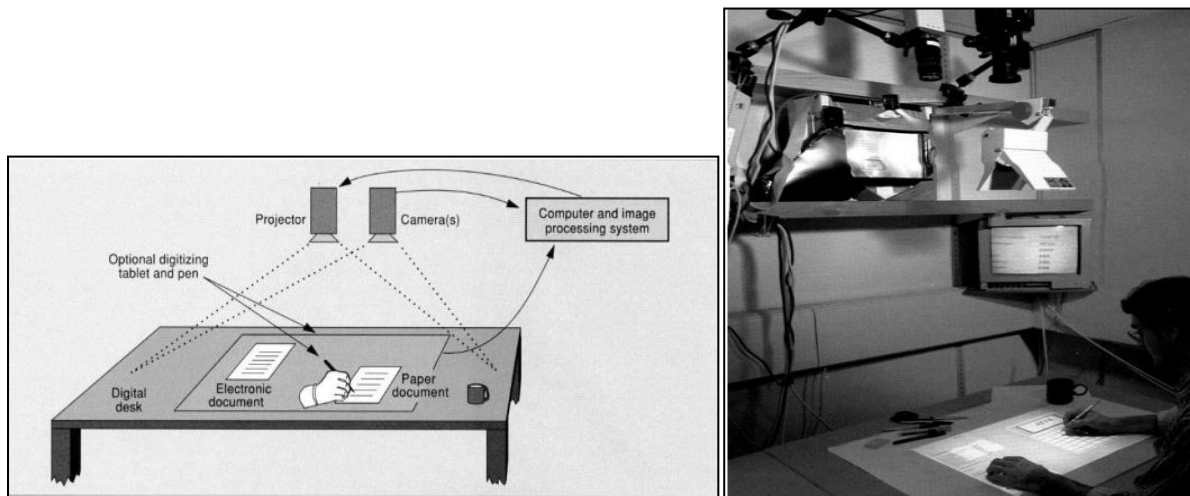 Projector
Camera(s)
Computer and image
processing system
Optional digitizing
tablet and pen
Electronic
document
Paper
document
Digital
desk